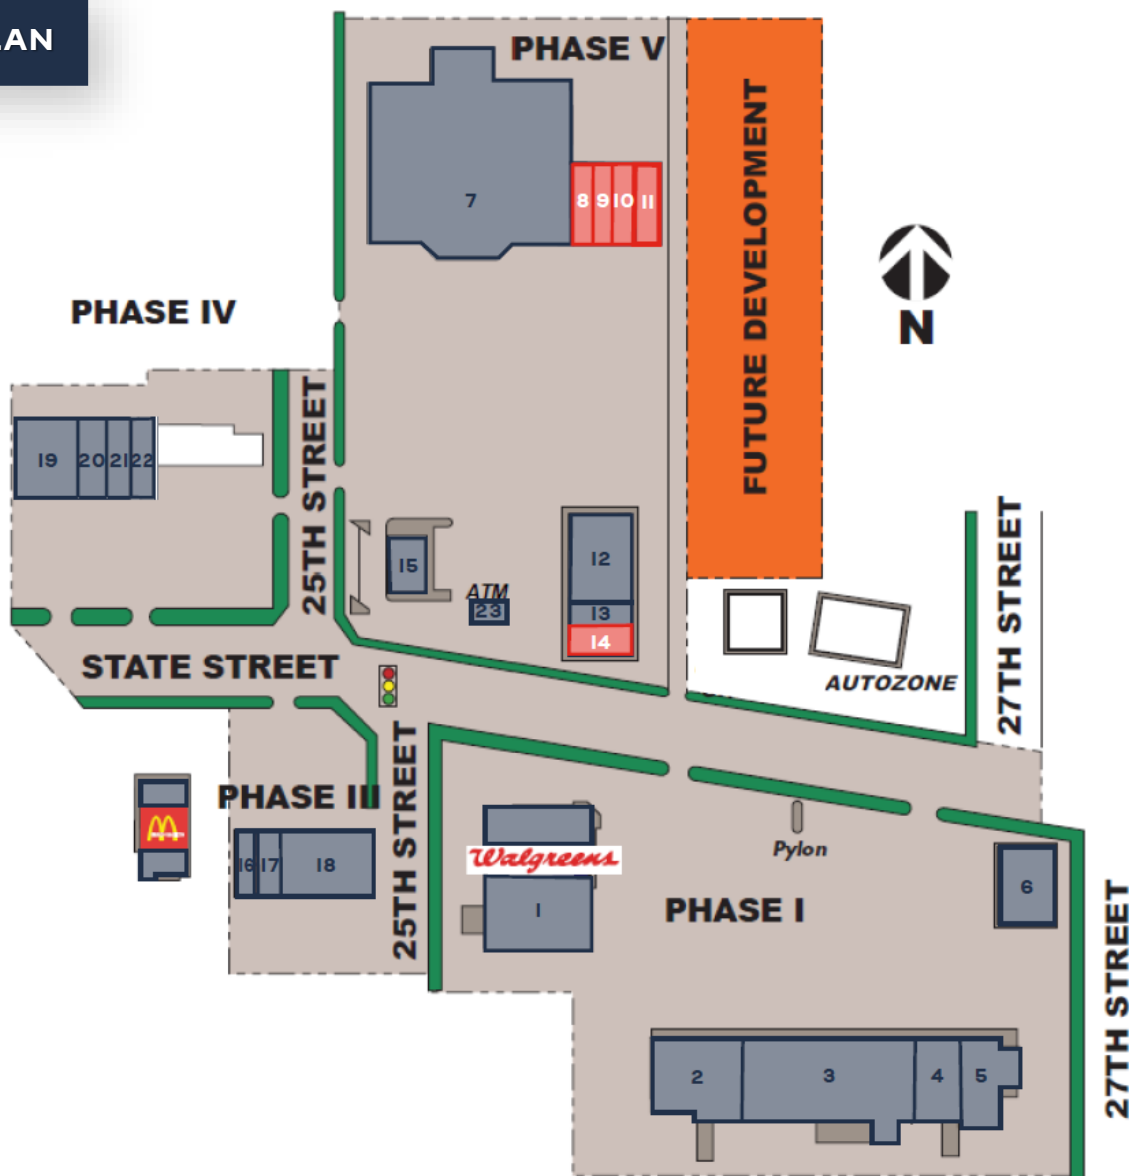 LAN
PHASE V
FUTURE DEVELOPMENT
7
8 9 10 11
N
PHASE IV
25TH STREET
19 20 21 22
27TH STREET
15
12
ATM
23
13
14
STATE STREET
AUTOZONE
PHASE III
25TH STREET
16 17 18
Walgreens
1
Pylon
PHASE I
6
27TH STREET
2 3 4 5